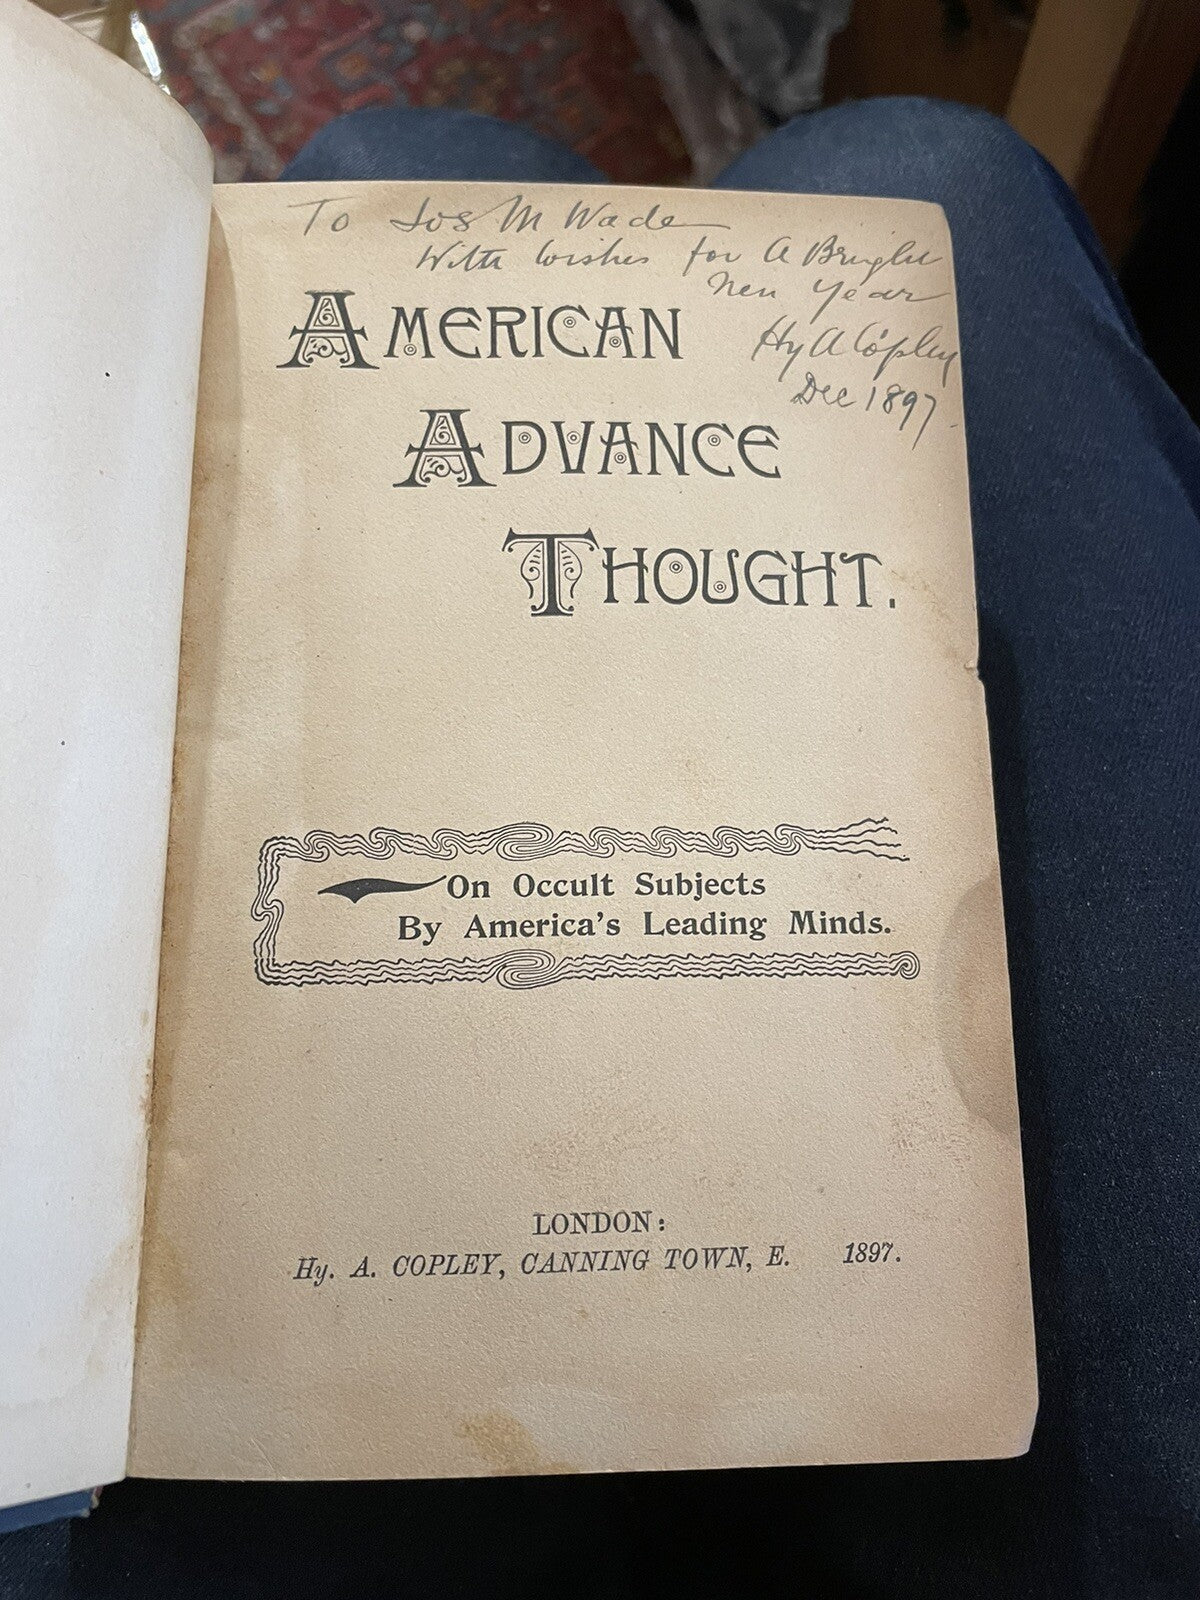 To Jos M Wade
With wishes for A Bright
New Year
Hy A Copley
Dec 1897
AMERICAN
ADVANCE
THOUGHT.
On Occult Subjects
By America's Leading Minds.
LONDON:
Hy. A. COPLEY, CANNING TOWN, E. 1897.